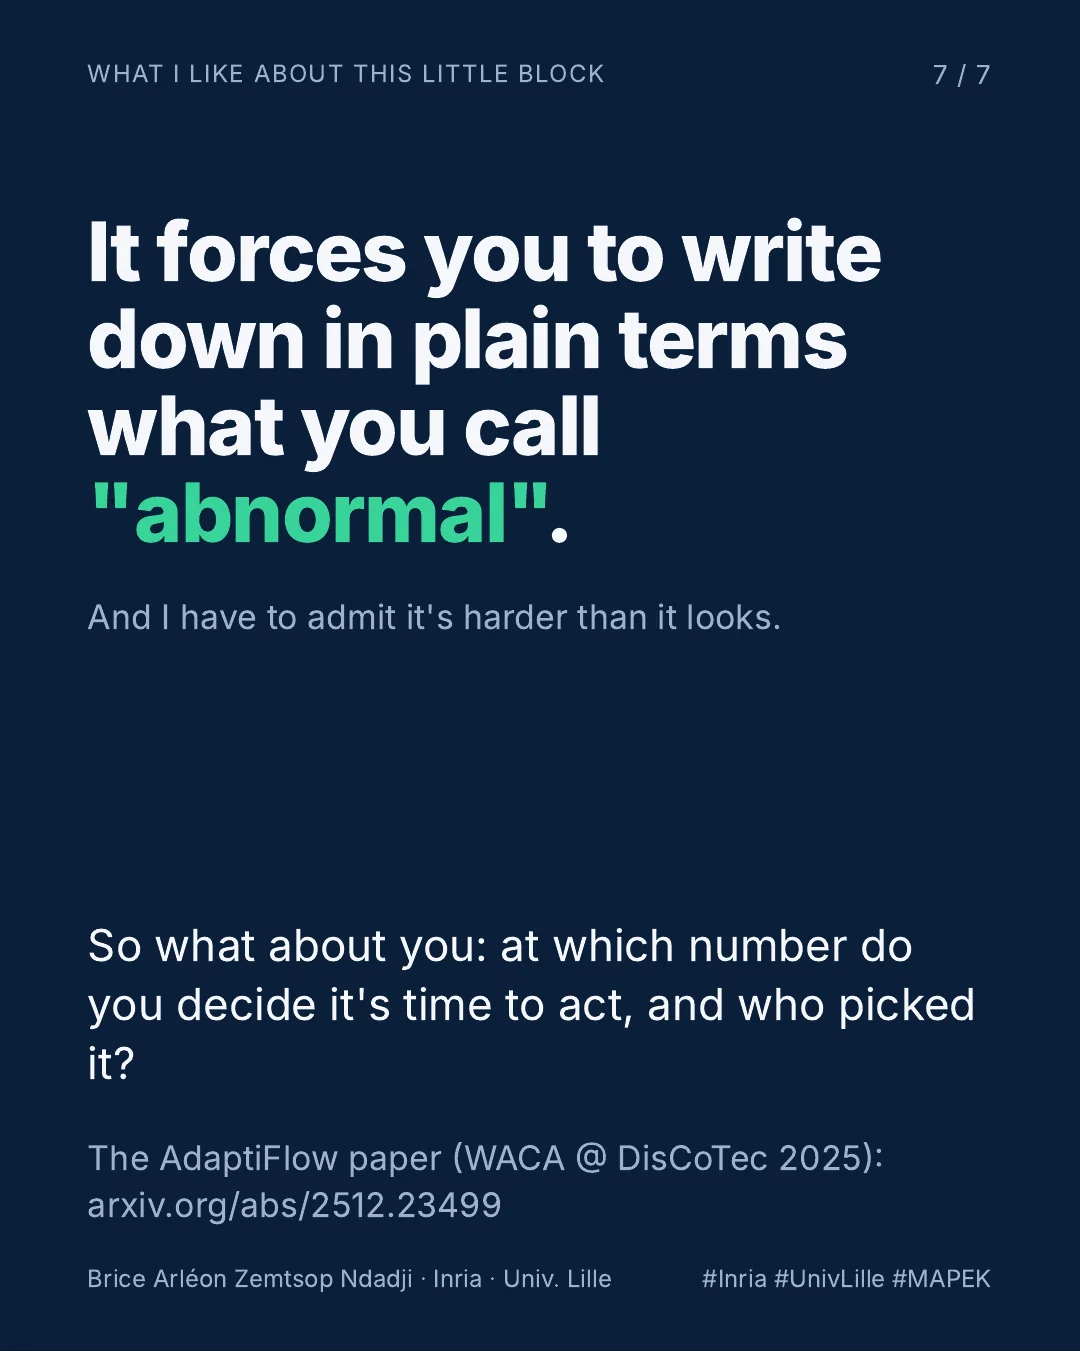 WHAT I LIKE ABOUT THIS LITTLE BLOCK
7 / 7
It forces you to write
down in plain terms
what you call
"abnormal".
And I have to admit it's harder than it looks.
So what about you: at which number do
you decide it's time to act, and who picked
it?
The AdaptiFlow paper (WACA @ DisCoTec 2025):
arxiv.org/abs/2512.23499
Brice Arléon Zemtsop Ndadji · Inria · Univ. Lille
#Inria #UnivLille #MAPEK